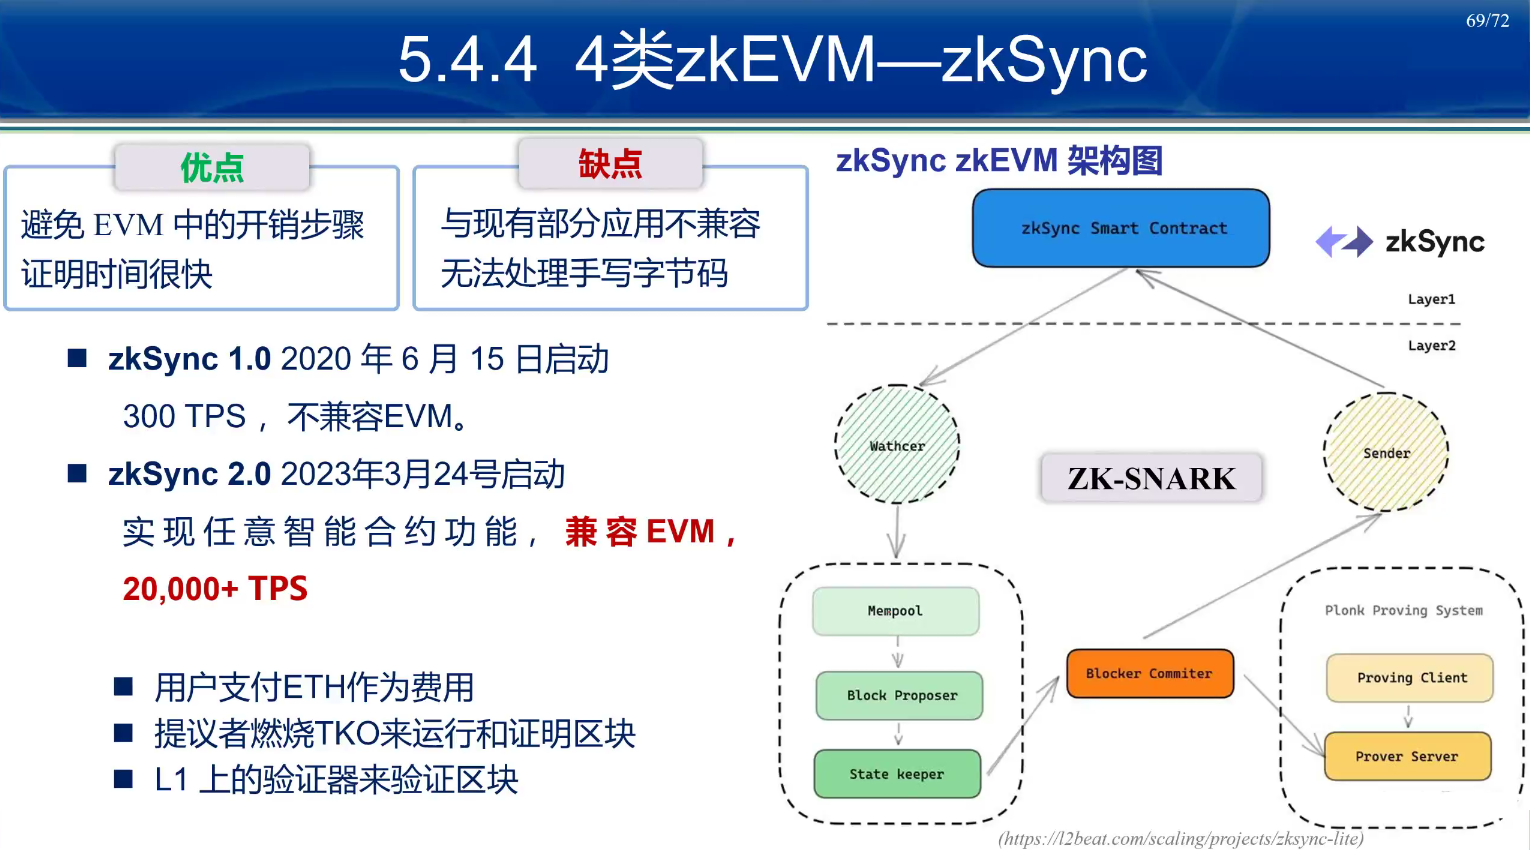 69/72
5.4.4 4类zkEVM—zkSync
优点
避免 EVM 中的开销步骤
证明时间很快
缺点
与现有部分应用不兼容
无法处理手写字节码
■ zkSync 1.0 2020 年 6 月 15 日启动
300 TPS ，不兼容EVM。
■ zkSync 2.0 2023年3月24号启动
实现任意智能合约功能，兼容EVM，
20,000+ TPS
■ 用户支付ETH作为费用
■ 提议者燃烧TKO来运行和证明区块
■ L1 上的验证器来验证区块
zkSync zkEVM 架构图
zkSync Smart Contract
zkSync
Layer1
Layer2
Wathcer
Sender
ZK-SNARK
Mempool
Block Proposer
State keeper
Blocker Commiter
Plonk Proving System
Proving Client
Prover Server
(https://l2beat.com/scaling/projects/zksync-lite)